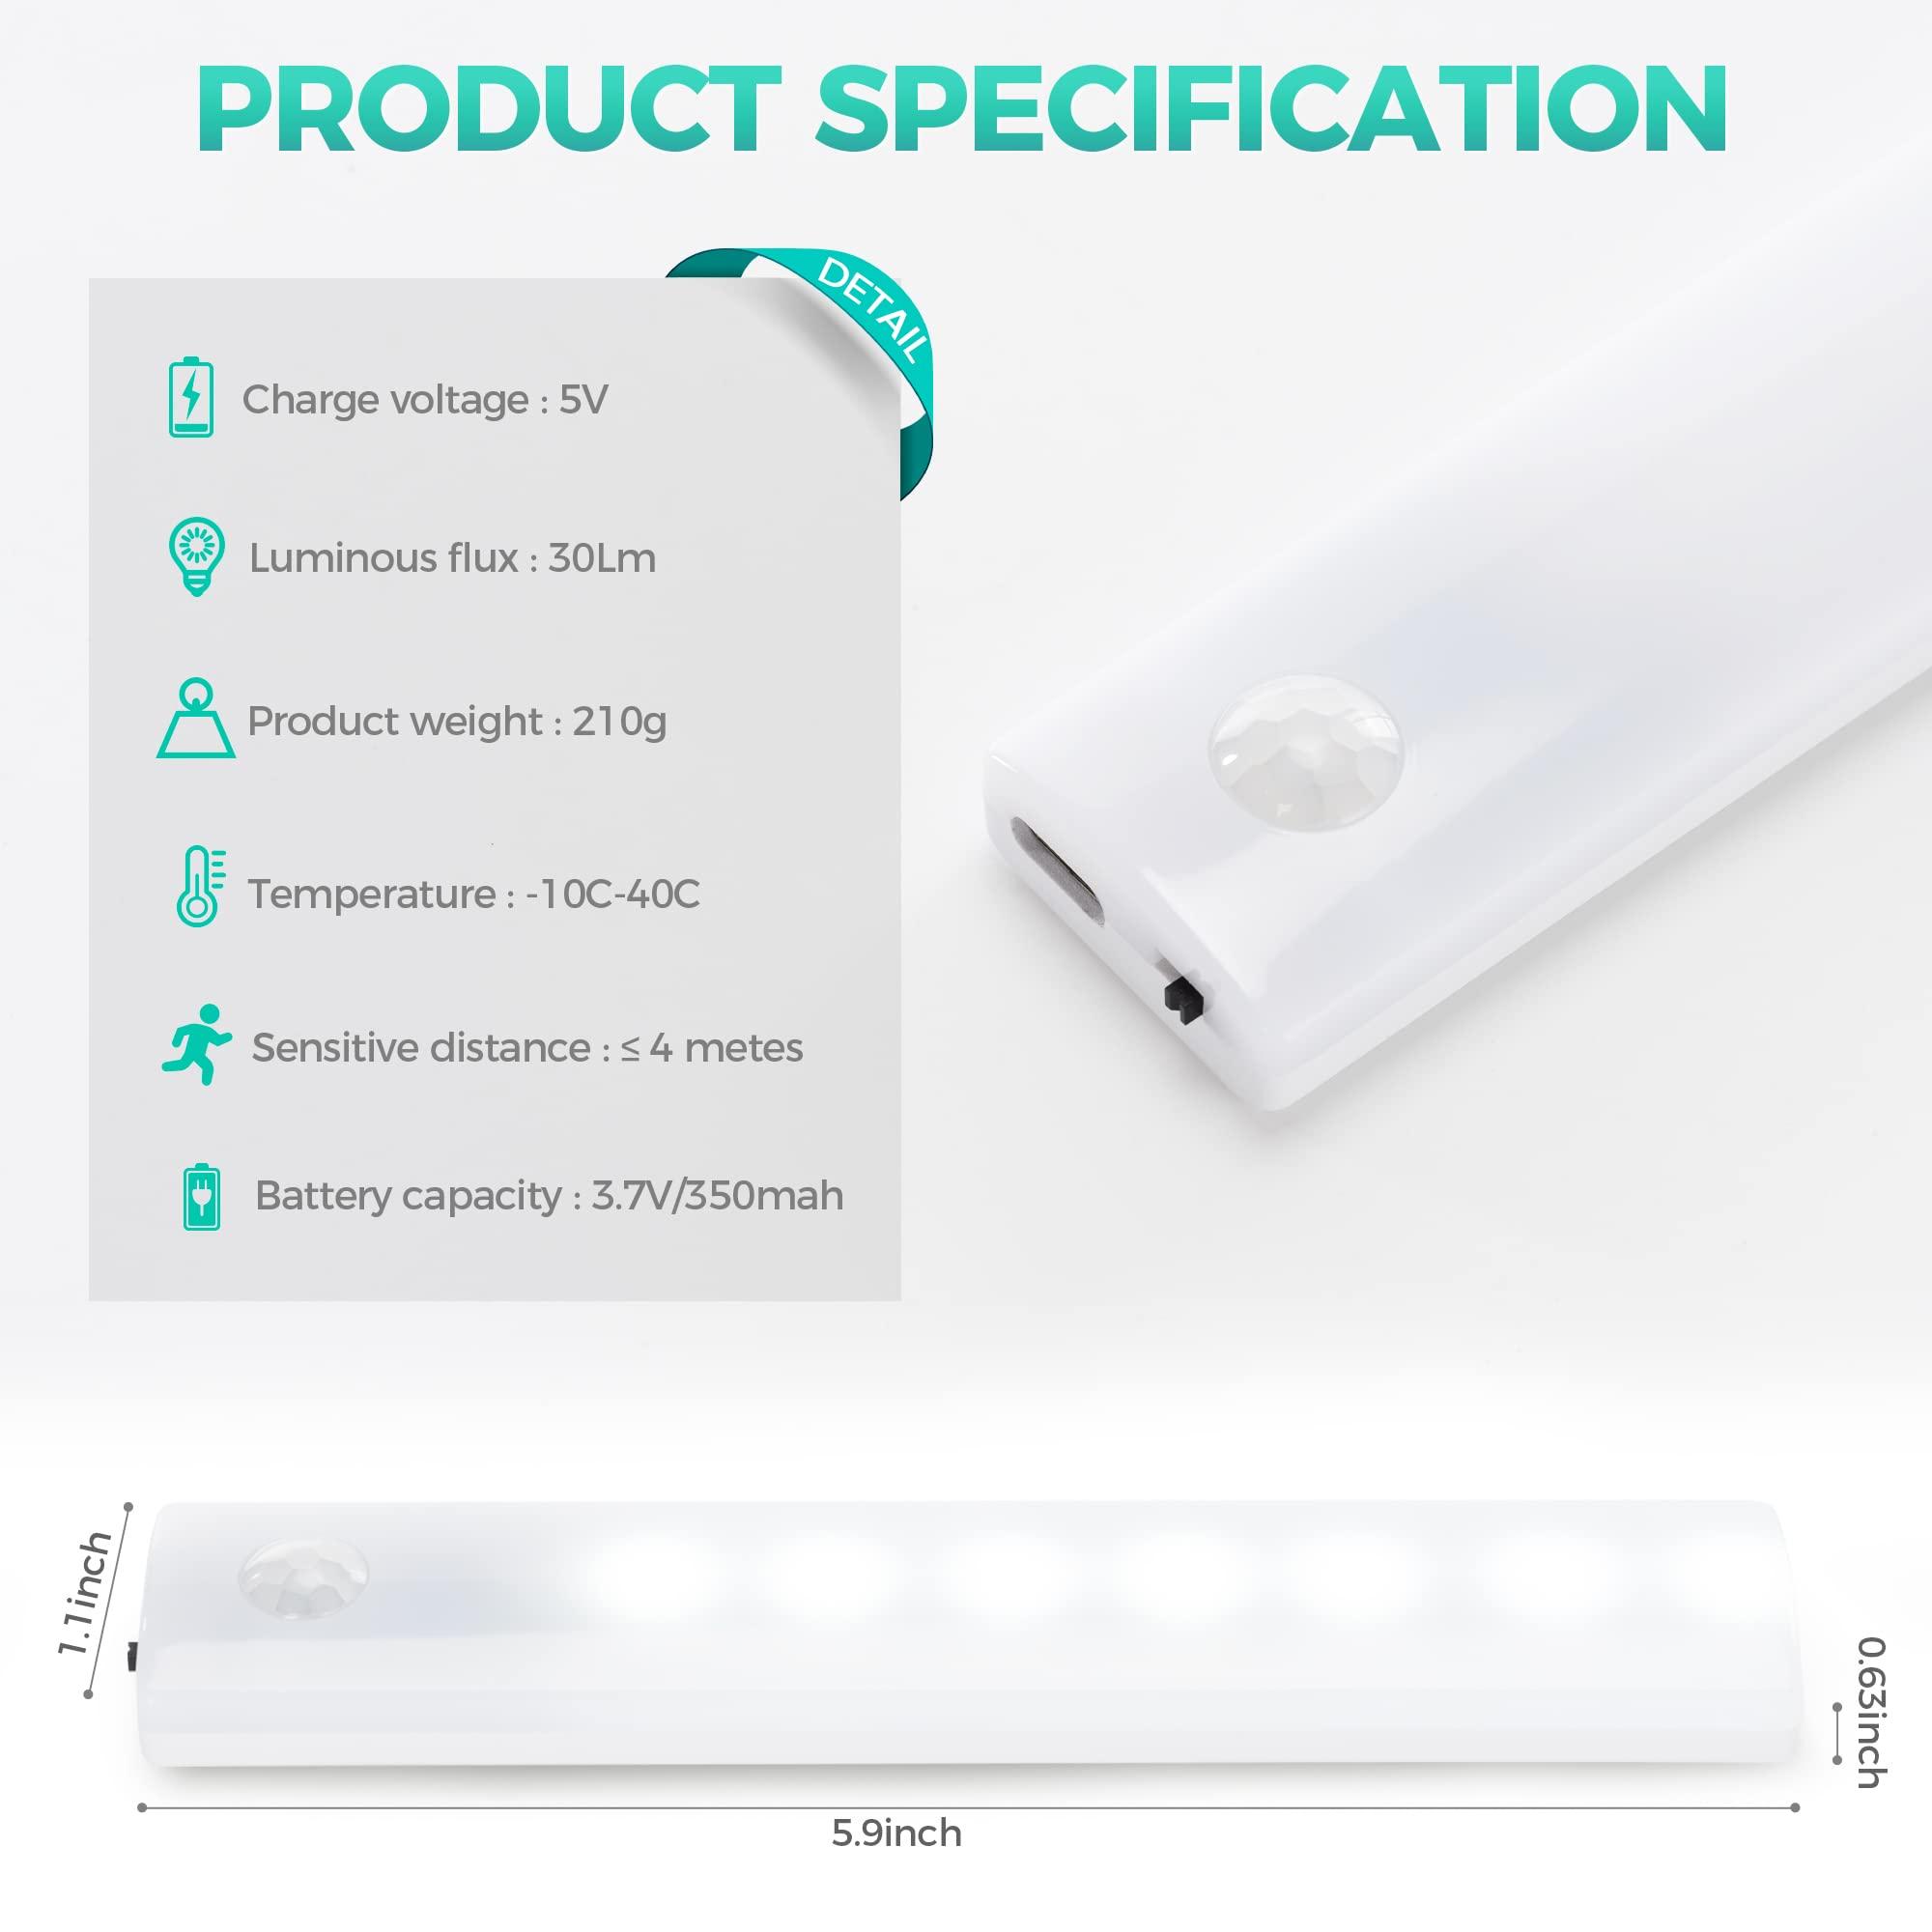 PRODUCT SPECIFICATION
DETAIL
Charge voltage : 5V
Luminous flux : 30Lm
Product weight : 210g
Temperature : -10C-40C
Sensitive distance : ≤ 4 metes
Battery capacity : 3.7V/350mah
1.1inch
0.63inch
5.9inch